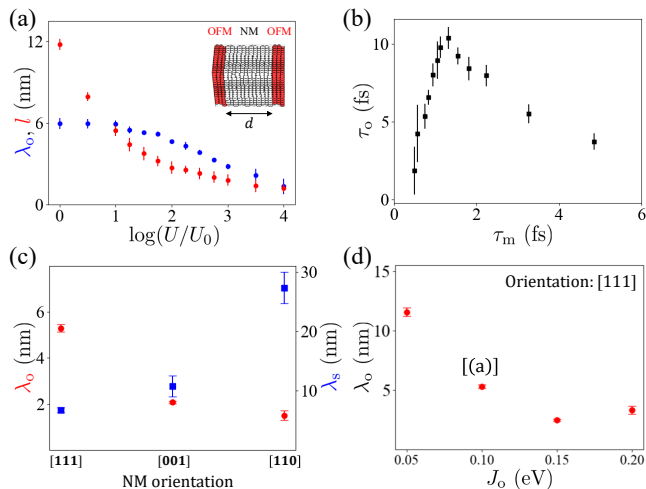 (a)
OFM NM OFM
d
12
6
0
λₒ, l (nm)
0 1 2 3 4
log(U/U₀)
(b)
10
5
0
τₒ (fs)
0 2 4 6
τₘ (fs)
(c)
6
4
2
λₒ (nm)
30
20
10
λₛ (nm)
[111] [001] [110]
NM orientation
(d)
Orientation: [111]
[(a)]
15
10
5
0
λₒ (nm)
0.05 0.10 0.15 0.20
Jₒ (eV)